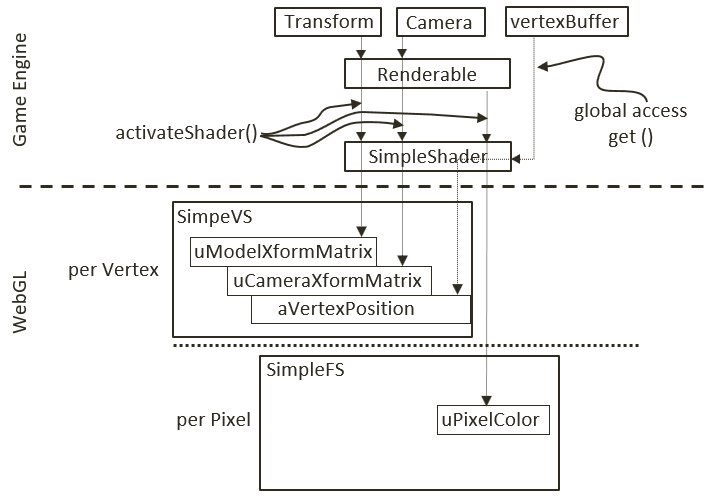 Transform
Camera
vertexBuffer
Game Engine
Renderable
global access
get ()
activateShader()
SimpleShader
SimpeVS
uModelXformMatrix
per Vertex
uCameraXformMatrix
WebGL
aVertexPosition
SimpleFS
per Pixel
uPixelColor